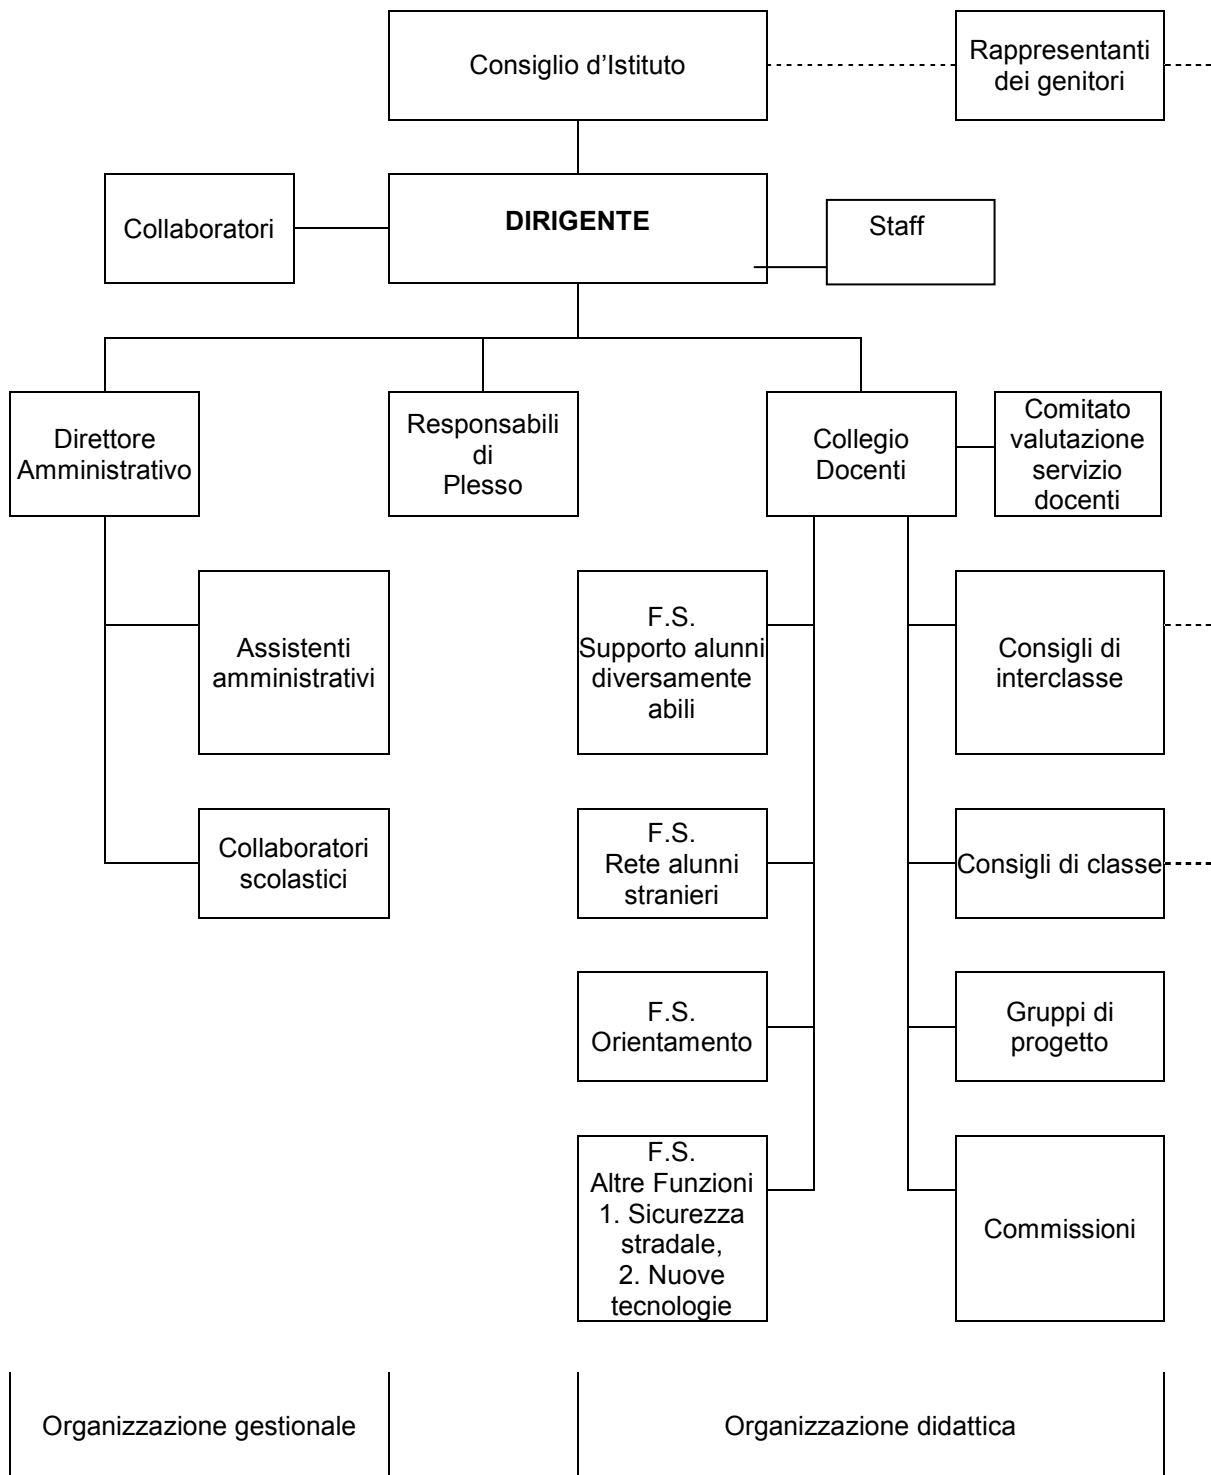 Consiglio d’Istituto
Rappresentanti
dei genitori
Collaboratori
DIRIGENTE
Staff
Direttore
Amministrativo
Responsabili
di
Plesso
Collegio
Docenti
Comitato
valutazione
servizio
docenti
Assistenti
amministrativi
F.S.
Supporto alunni
diversamente
abili
Consigli di
interclasse
Collaboratori
scolastici
F.S.
Rete alunni
stranieri
Consigli di classe
F.S.
Orientamento
Gruppi di
progetto
F.S.
Altre Funzioni
1. Sicurezza
stradale,
2. Nuove
tecnologie
Commissioni
Organizzazione gestionale
Organizzazione didattica